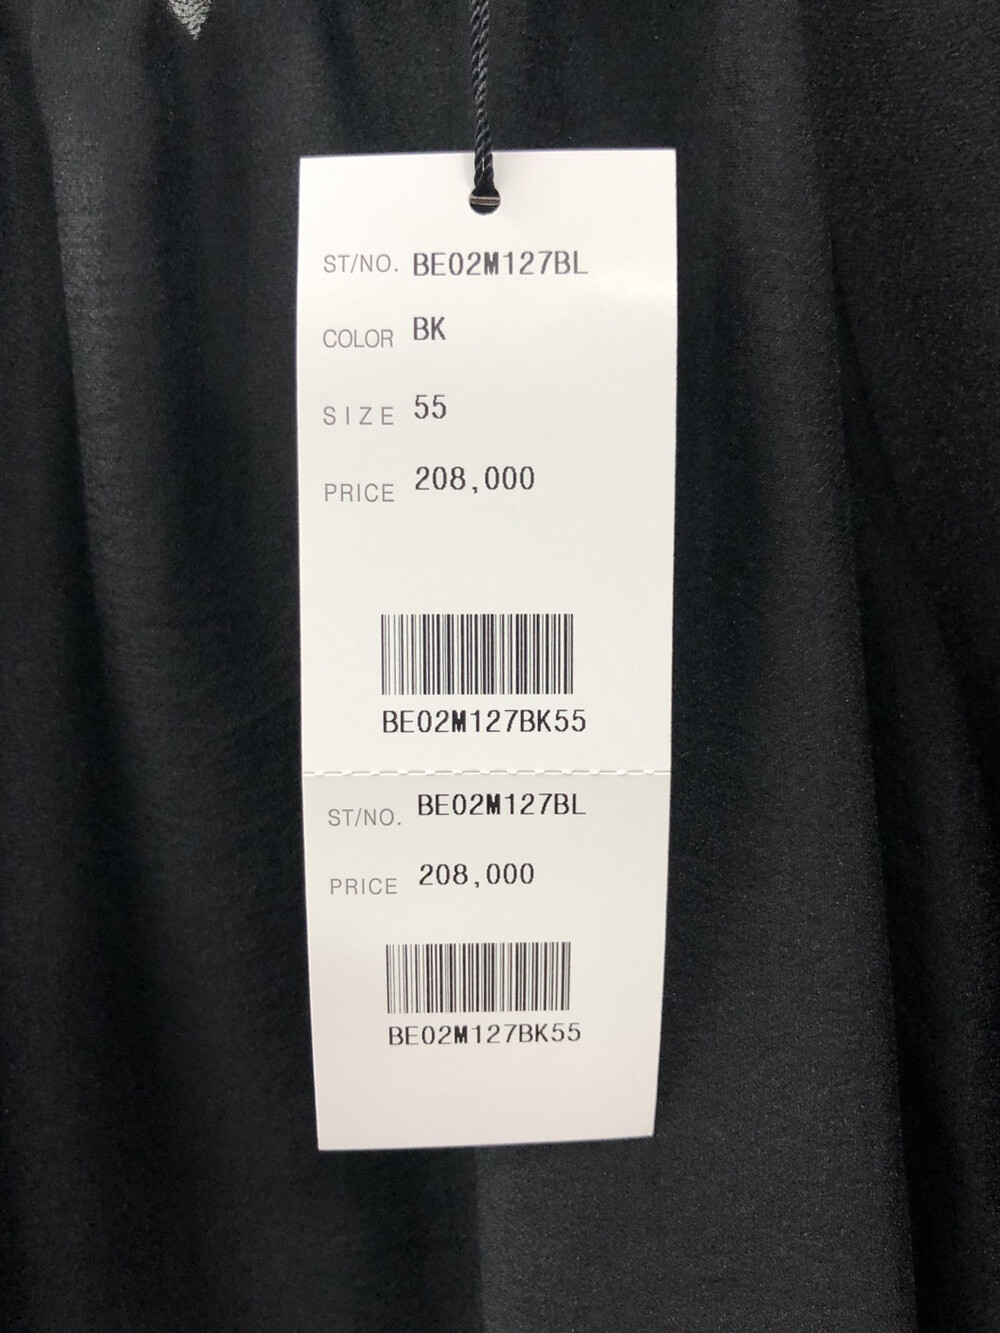 ST/NO. BE02M127BL
COLOR BK
SIZE 55
PRICE 208,000
BE02M127BK55
ST/NO. BE02M127BL
PRICE 208,000
BE02M127BK55